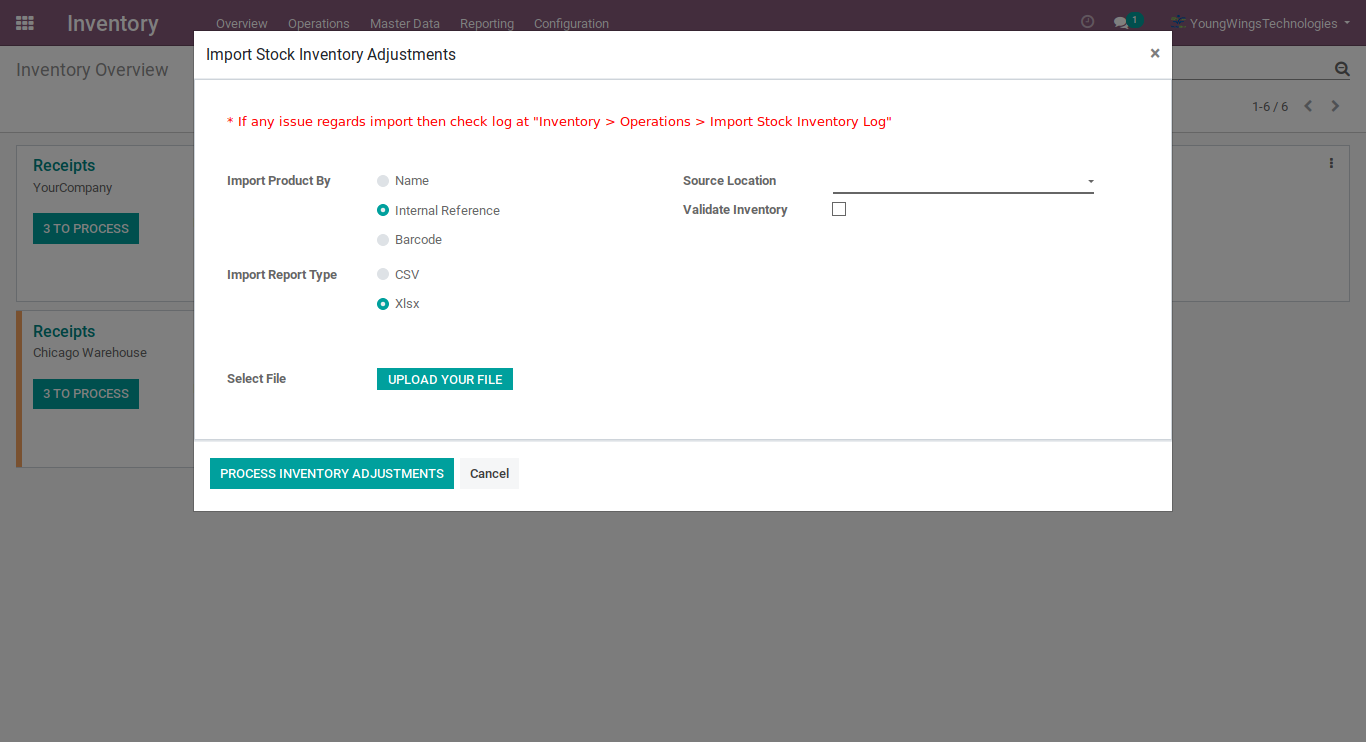 Inventory
Overview Operations Master Data Reporting Configuration
1
YoungWingsTechnologies
Import Stock Inventory Adjustments
×
Inventory Overview
1-6 / 6
* If any issue regards import then check log at "Inventory > Operations > Import Stock Inventory Log"
Receipts
YourCompany
3 TO PROCESS
Import Product By
Name
Internal Reference
Barcode
Source Location
Validate Inventory
Import Report Type
CSV
Xlsx
Receipts
Chicago Warehouse
3 TO PROCESS
Select File
UPLOAD YOUR FILE
PROCESS INVENTORY ADJUSTMENTS
Cancel